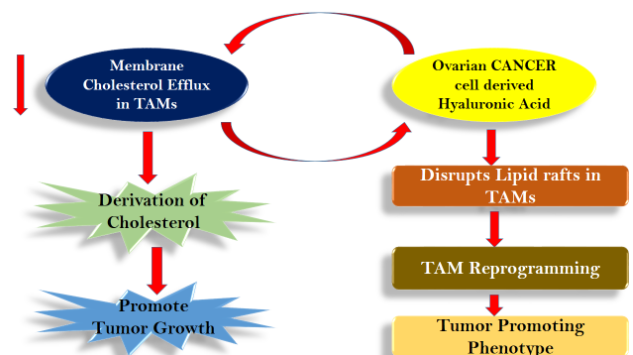 Membrane
Cholesterol Efflux
in TAMs
Ovarian CANCER
cell derived
Hyaluronic Acid
Derivation of
Cholesterol
Disrupts Lipid rafts in
TAMs
TAM Reprogramming
Promote
Tumor Growth
Tumor Promoting
Phenotype